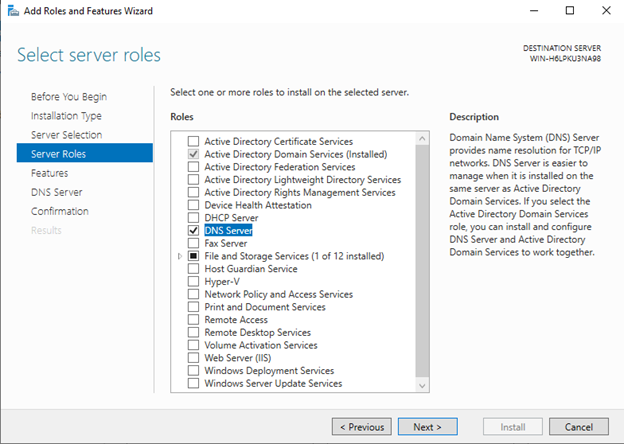 Add Roles and Features Wizard
Select server roles
DESTINATION SERVER
WIN-H6LPKU3NA98
Before You Begin
Installation Type
Server Selection
Server Roles
Features
DNS Server
Confirmation
Results
Select one or more roles to install on the selected server.
Roles
Active Directory Certificate Services
Active Directory Domain Services (Installed)
Active Directory Federation Services
Active Directory Lightweight Directory Services
Active Directory Rights Management Services
Device Health Attestation
DHCP Server
DNS Server
Fax Server
File and Storage Services (1 of 12 installed)
Host Guardian Service
Hyper-V
Network Policy and Access Services
Print and Document Services
Remote Access
Remote Desktop Services
Volume Activation Services
Web Server (IIS)
Windows Deployment Services
Windows Server Update Services
Description
Domain Name System (DNS) Server
provides name resolution for TCP/IP
networks. DNS Server is easier to
manage when it is installed on the
same server as Active Directory
Domain Services. If you select the
Active Directory Domain Services
role, you can install and configure
DNS Server and Active Directory
Domain Services to work together.
< Previous
Next >
Install
Cancel